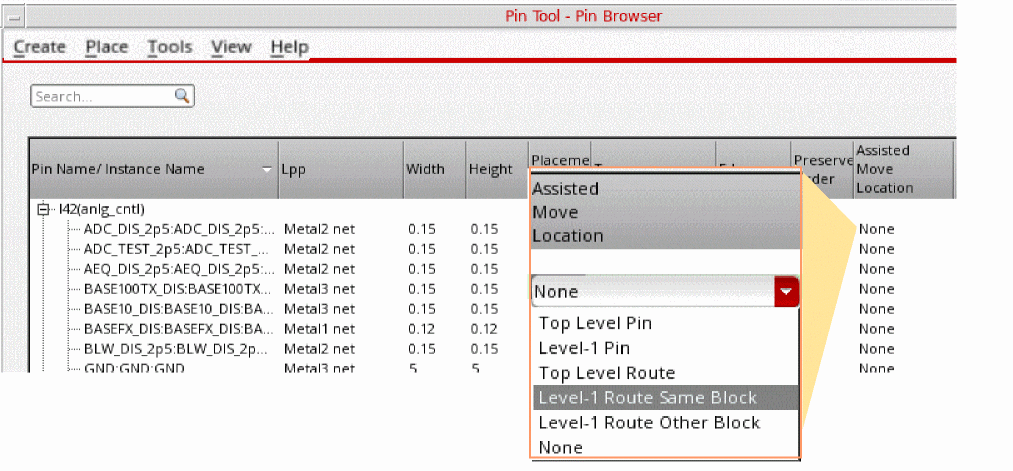 Pin Tool - Pin Browser
Create Place Tools View Help
Search...
Pin Name/ Instance Name Lpp Width Height Placeme Preserve Assisted Move Location
I42(anlg_cntl)
ADC_DIS_2p5:ADC_DIS_2p5:... Metal2 net 0.15 0.15 None
ADC_TEST_2p5:ADC_TEST_... Metal2 net 0.15 0.15 None
AEQ_DIS_2p5:AEQ_DIS_2p5:... Metal2 net 0.15 0.15 None
BASE100TX_DIS:BASE100TX... Metal3 net 0.15 0.15 None
BASE10_DIS:BASE10_DIS:BA... Metal3 net 0.15 0.15 None
BASEFX_DIS:BASEFX_DIS:BA... Metal1 net 0.12 0.12 None
BLW_DIS_2p5:BLW_DIS_2p... Metal2 net 0.15 0.15 None
GND:GND:GND Metal3 net 5 5 None
Assisted
Move
Location
None
Top Level Pin
Level-1 Pin
Top Level Route
Level-1 Route Same Block
Level-1 Route Other Block
None